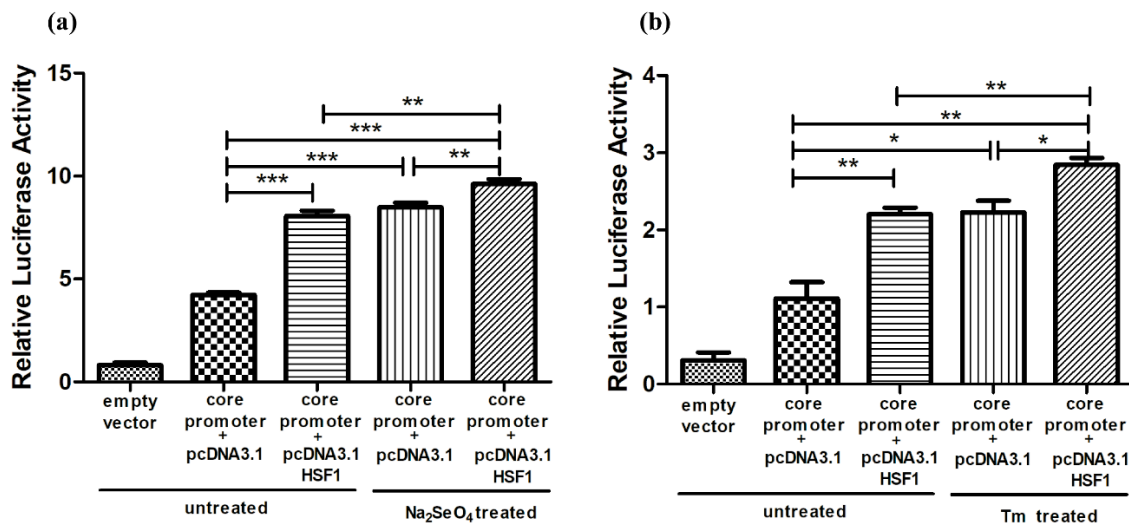 (a)
Relative Luciferase Activity
15
10
5
0
**
***
***
**
***
empty
vector
core
promoter
+
pcDNA3.1
core
promoter
+
pcDNA3.1
HSF1
core
promoter
+
pcDNA3.1
core
promoter
+
pcDNA3.1
HSF1
untreated
Na₂SeO₄ treated
(b)
Relative Luciferase Activity
4
3
2
1
0
**
**
*
*
**
empty
vector
core
promoter
+
pcDNA3.1
core
promoter
+
pcDNA3.1
HSF1
core
promoter
+
pcDNA3.1
core
promoter
+
pcDNA3.1
HSF1
untreated
Tm treated